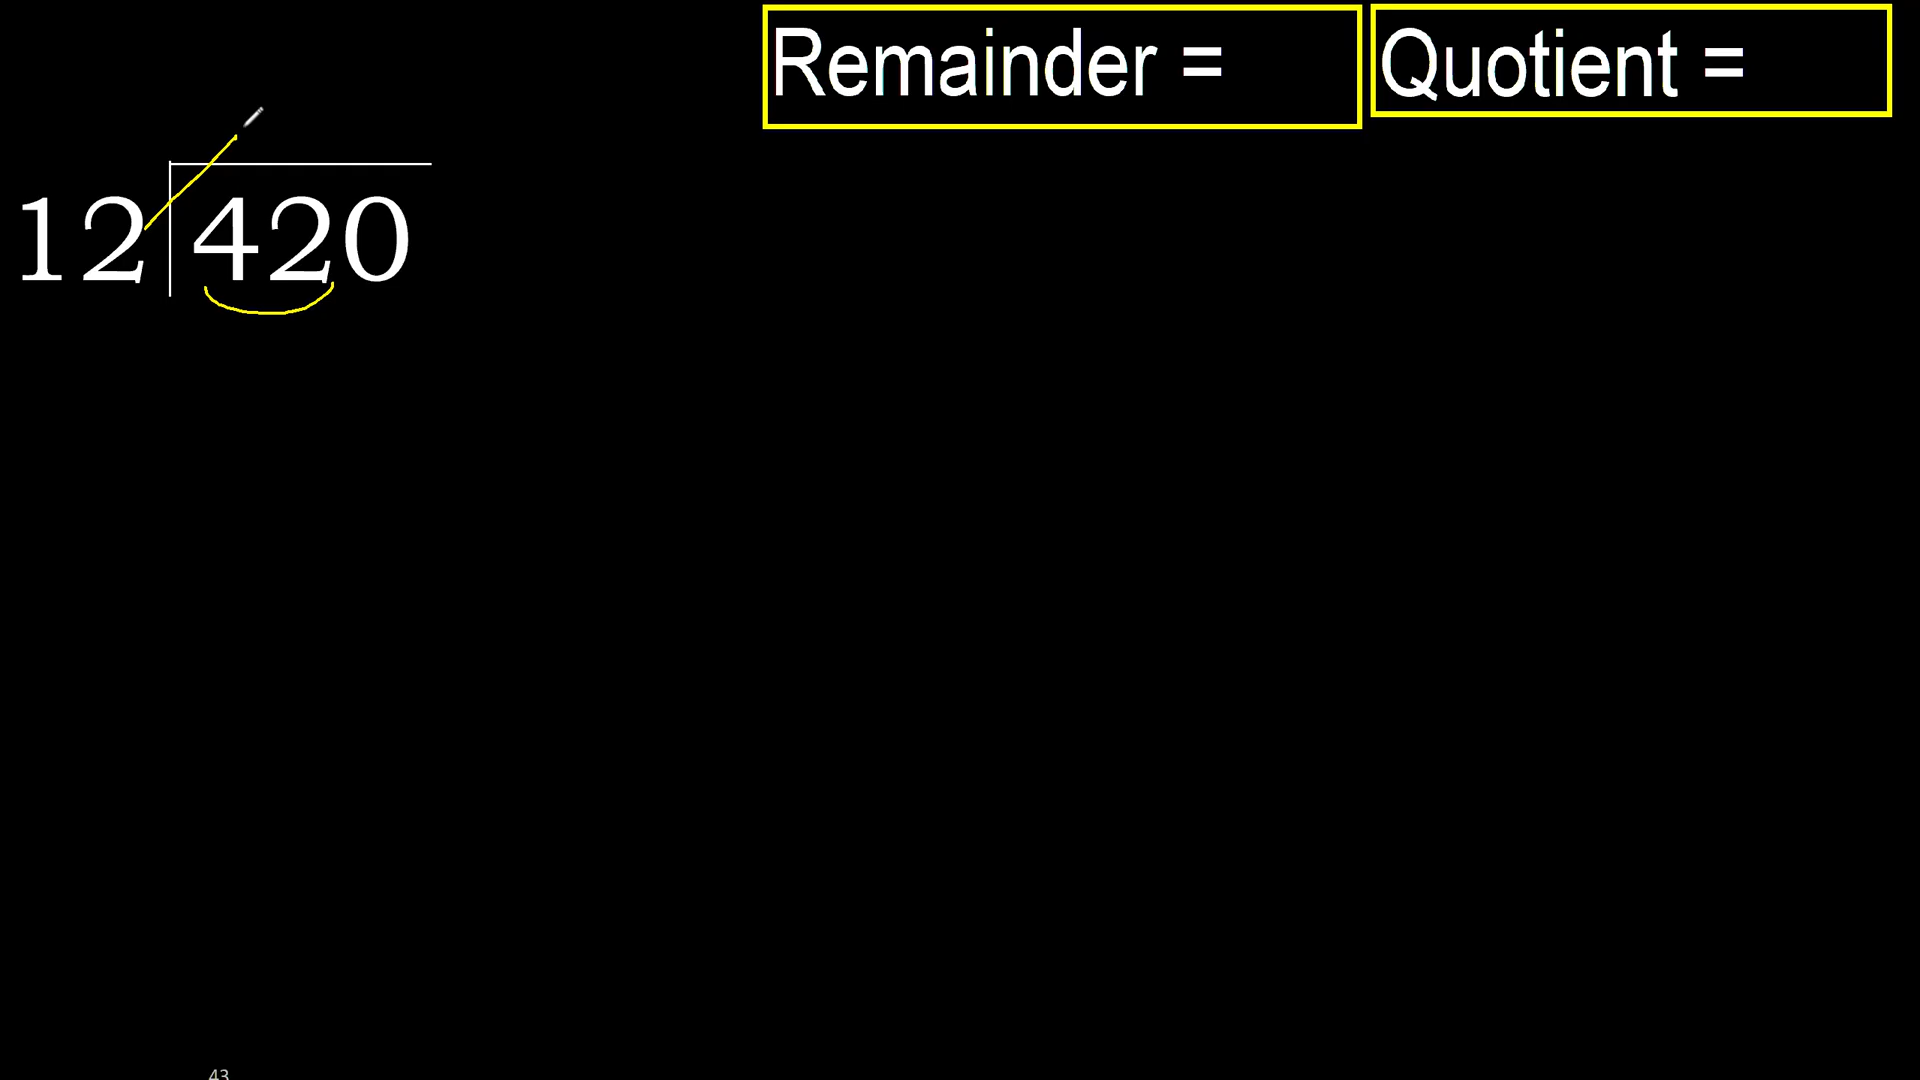 Remainder =
Quotient =
12 420
43